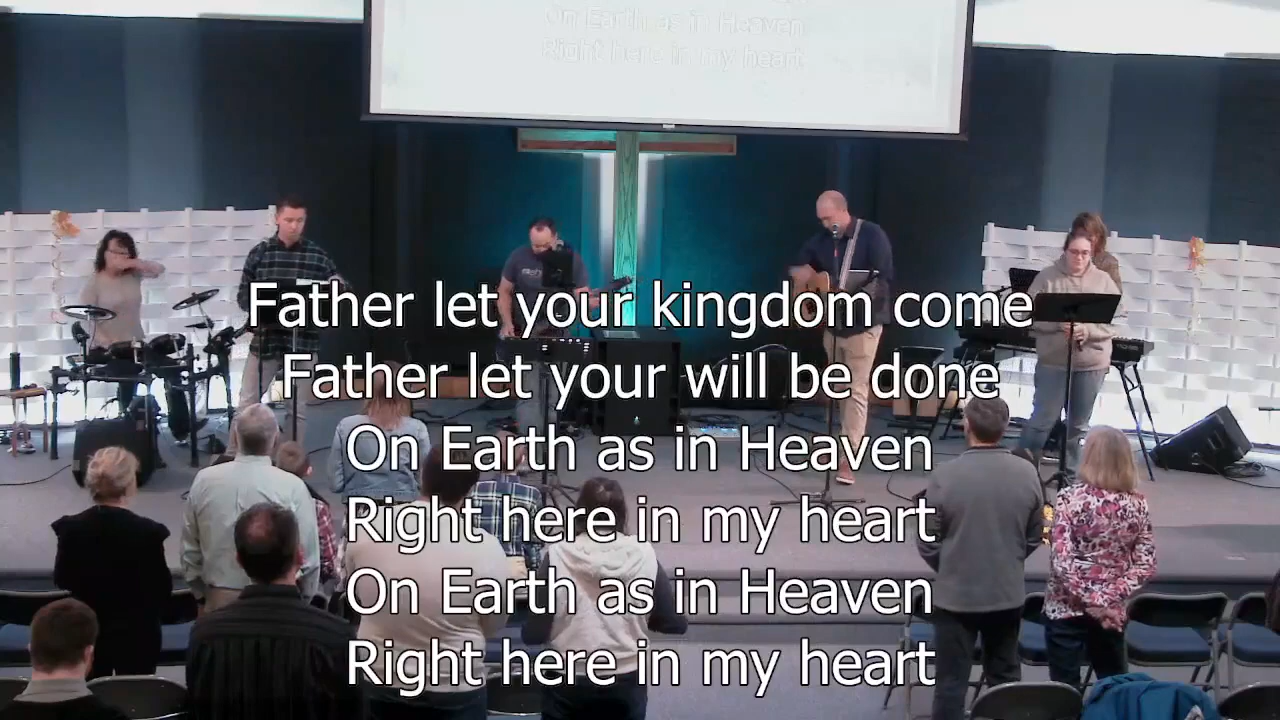 On Earth as in Heaven
Right here in my heart
Father let your kingdom come
Father let your will be done
On Earth as in Heaven
Right here in my heart
On Earth as in Heaven
Right here in my heart